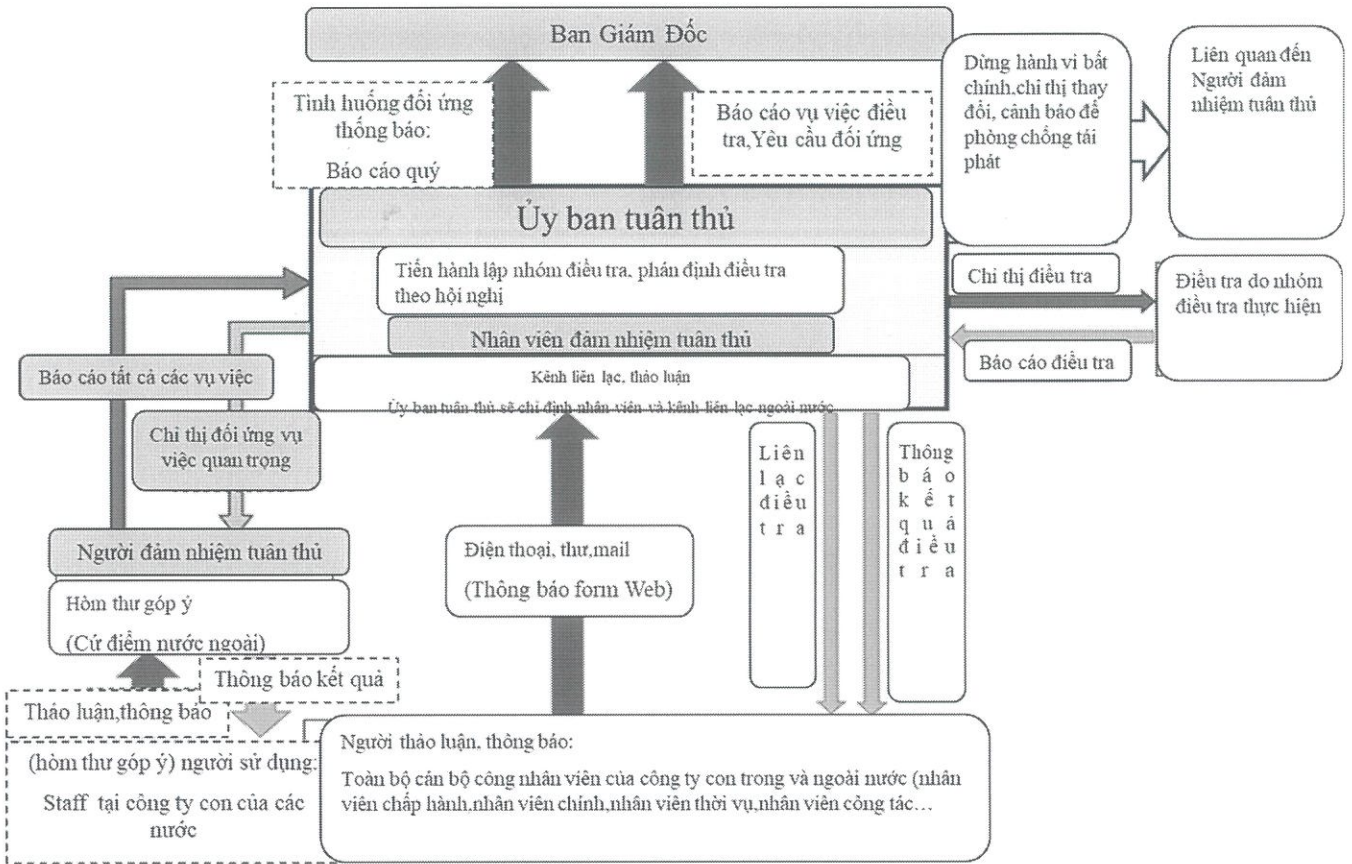 Ban Giám Đốc
Tình huống đối ứng
thống báo:
Báo cáo quý
Báo cáo vụ việc điều
tra,Yêu cầu đối ứng
Dừng hành vi bất
chính,chỉ thị thay
đổi, cảnh báo để
phòng chống tái
phát
Liên quan đến
Người đảm
nhiệm tuân thủ
Ủy ban tuân thủ
Tiến hành lập nhóm điều tra, phán định điều tra
theo hội nghị
Nhân viên đảm nhiệm tuân thủ
Kênh liên lạc, thảo luận
Ủy ban tuân thủ sẽ chỉ định nhân viên và kênh liên lạc ngoài nước
Chỉ thị điều tra
Báo cáo điều tra
Điều tra do nhóm
điều tra thực hiện
Báo cáo tất cả các vụ việc
Chỉ thị đối ứng vụ
việc quan trọng
Người đảm nhiệm tuân thủ
Hòm thư góp ý
(Cứ điểm nước ngoài)
Thông báo kết quả
Thảo luận,thông báo
(hòm thư góp ý) người sử dụng:
Staff tại công ty con của các
nước
Điện thoại, thư,mail
(Thông báo form Web)
Liên
lạc
điều
tra
Thông
báo
kết
quả
điều
tra
Người thảo luận, thông báo:
Toàn bộ cán bộ công nhân viên của công ty con trong và ngoài nước (nhân
viên chấp hành,nhân viên chính,nhân viên thời vụ,nhân viên công tác…